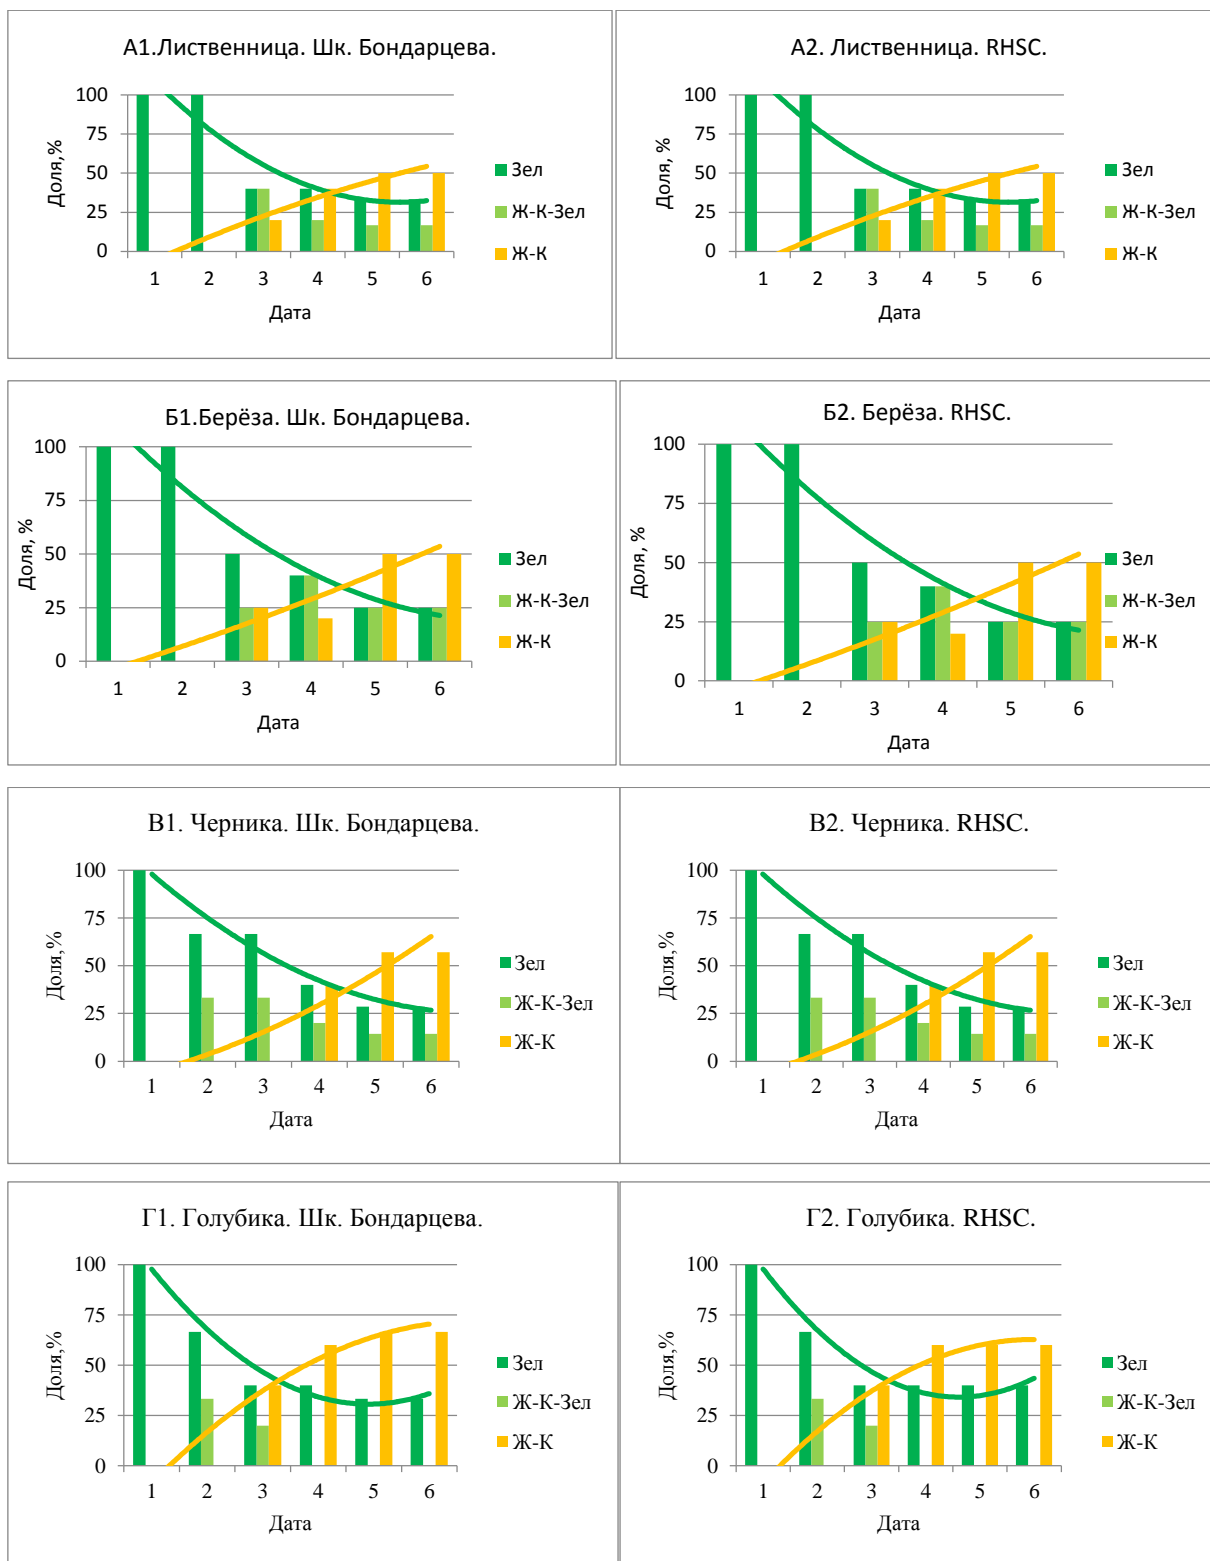 А1.Лиственница. Шк. Бондарцева.
100
75
50
25
0
Доля,%
1 2 3 4 5 6
Дата
Зел
Ж-К-Зел
Ж-К
А2. Лиственница. RHSC.
100
75
50
25
0
Доля, %
1 2 3 4 5 6
Дата
Зел
Ж-К-Зел
Ж-К
Б1.Берёза. Шк. Бондарцева.
100
75
50
25
0
Доля, %
1 2 3 4 5 6
Дата
Зел
Ж-К-Зел
Ж-К
Б2. Берёза. RHSC.
100
75
50
25
0
Доля, %
1 2 3 4 5 6
Дата
Зел
Ж-К-Зел
Ж-К
В1. Черника. Шк. Бондарцева.
100
75
50
25
0
Доля,%
1 2 3 4 5 6
Дата
Зел
Ж-К-Зел
Ж-К
В2. Черника. RHSC.
100
75
50
25
0
Доля,%
1 2 3 4 5 6
Дата
Зел
Ж-К-Зел
Ж-К
Г1. Голубика. Шк. Бондарцева.
100
75
50
25
0
Доля,%
1 2 3 4 5 6
Дата
Зел
Ж-К-Зел
Ж-К
Г2. Голубика. RHSC.
100
75
50
25
0
Доля,%
1 2 3 4 5 6
Дата
Зел
Ж-К-Зел
Ж-К